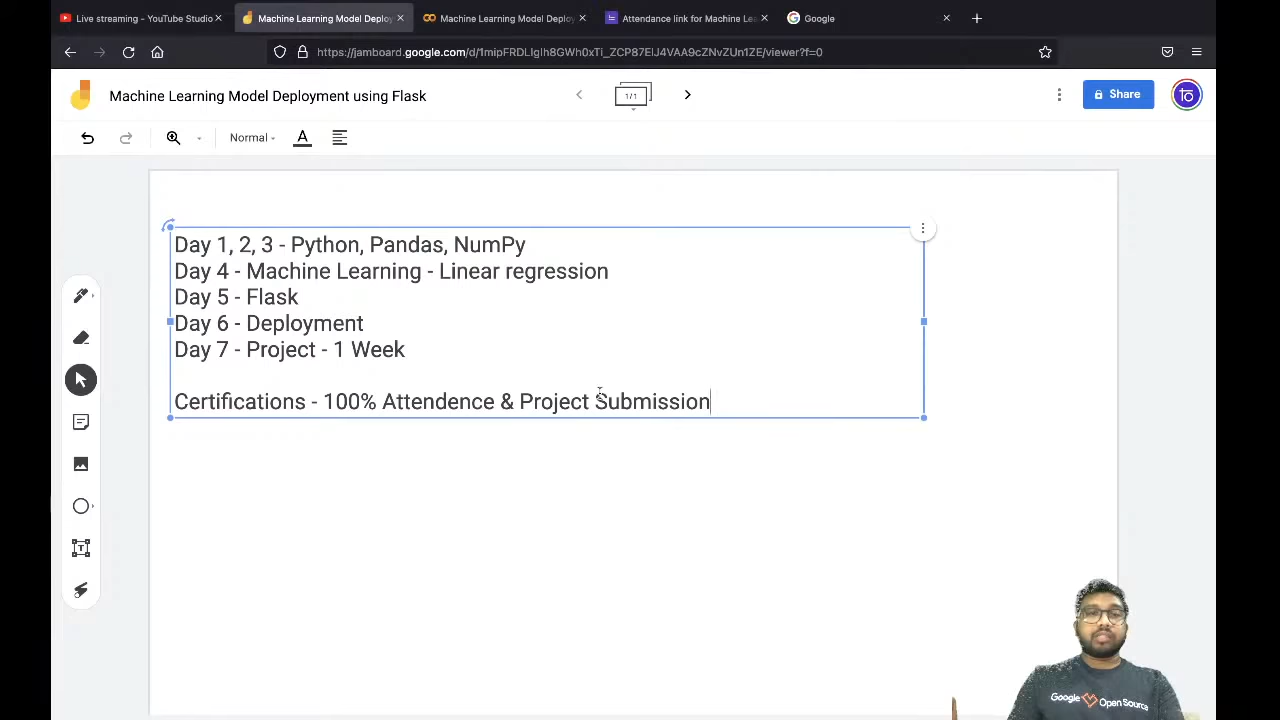 Live streaming - YouTube Studio
Machine Learning Model Deploy
Machine Learning Model Deploy
Attendance link for Machine Le
Google
https://jamboard.google.com/d/1mipFRDLIglh8GWh0xTi_ZCP87ElJ4VAA9cZNvZUn1ZE/viewer?f=0
Machine Learning Model Deployment using Flask
1/1
Share
Normal
A
Day 1, 2, 3 - Python, Pandas, NumPy
Day 4 - Machine Learning - Linear regression
Day 5 - Flask
Day 6 - Deployment
Day 7 - Project - 1 Week
Certifications - 100% Attendence & Project Submission
Google Open Source